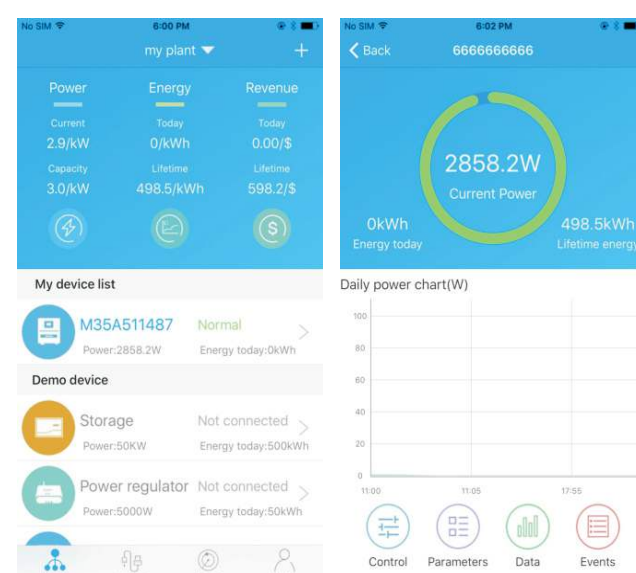 No SIM 6:00 PM
my plant
Power Energy Revenue
Current Today Today
2.9/kW 0/kWh 0.00/$
Capacity Lifetime Lifetime
3.0/kW 498.5/kWh 598.2/$
$
My device list
M35A511487 Normal
Power:2858.2W Energy today:0kWh
Demo device
Storage Not connected
Power:50KW Energy today:500kWh
Power regulator Not connected
Power:5000W Energy today:50kWh
No SIM 6:02 PM
Back 6666666666
2858.2W
Current Power
0kWh 498.5kWh
Energy today Lifetime energy
Daily power chart(W)
100
80
60
40
20
0
11:00 11:05 17:55
Control Parameters Data Events